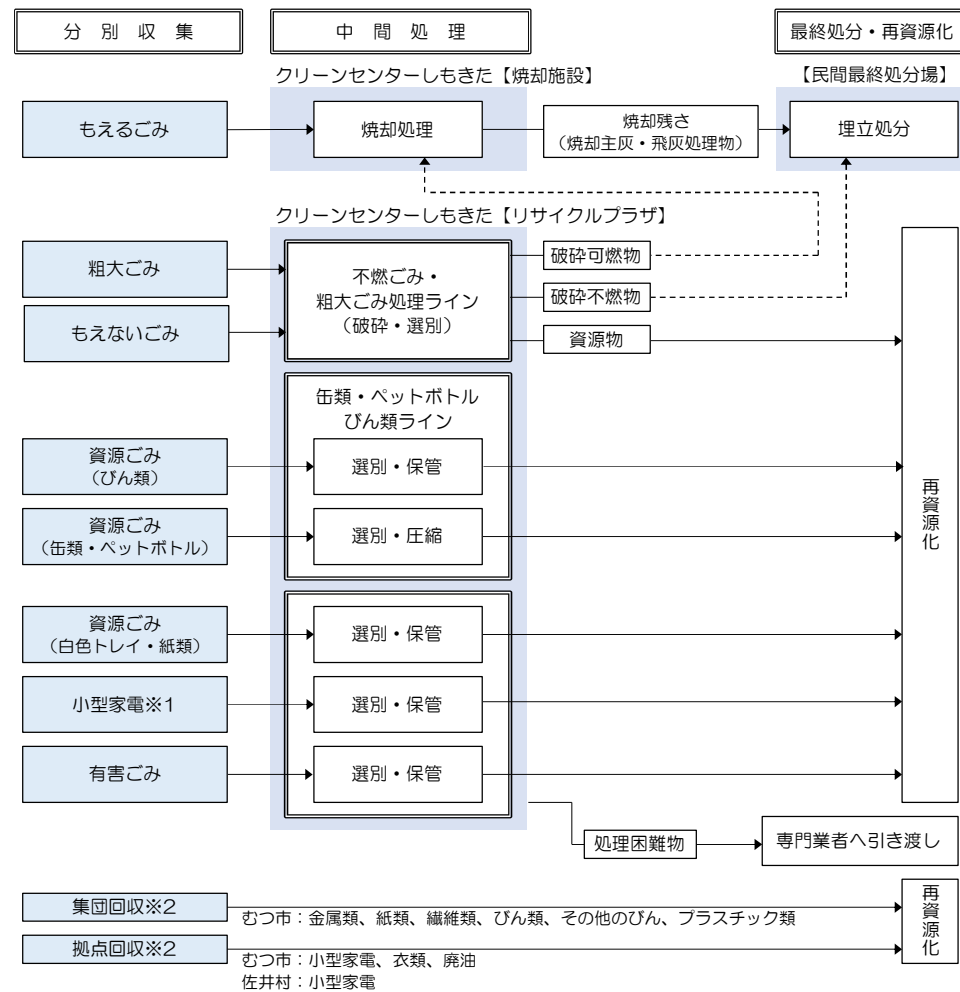 分 別 収 集
中 間 処 理
最終処分・再資源化
クリーンセンターしもきた【焼却施設】
【民間最終処分場】
もえるごみ
焼却処理
焼却残さ
（焼却主灰・飛灰処理物）
埋立処分
クリーンセンターしもきた【リサイクルプラザ】
粗大ごみ
もえないごみ
不燃ごみ・
粗大ごみ処理ライン
（破砕・選別）
破砕可燃物
破砕不燃物
資源物
缶類・ペットボトル
びん類ライン
資源ごみ
（びん類）
選別・保管
資源ごみ
（缶類・ペットボトル）
選別・圧縮
再資源化
資源ごみ
（白色トレイ・紙類）
選別・保管
小型家電※1
選別・保管
有害ごみ
選別・保管
処理困難物
専門業者へ引き渡し
集団回収※2
むつ市：金属類、紙類、繊維類、びん類、その他のびん、プラスチック類
再資源化
拠点回収※2
むつ市：小型家電、衣類、廃油
佐井村：小型家電